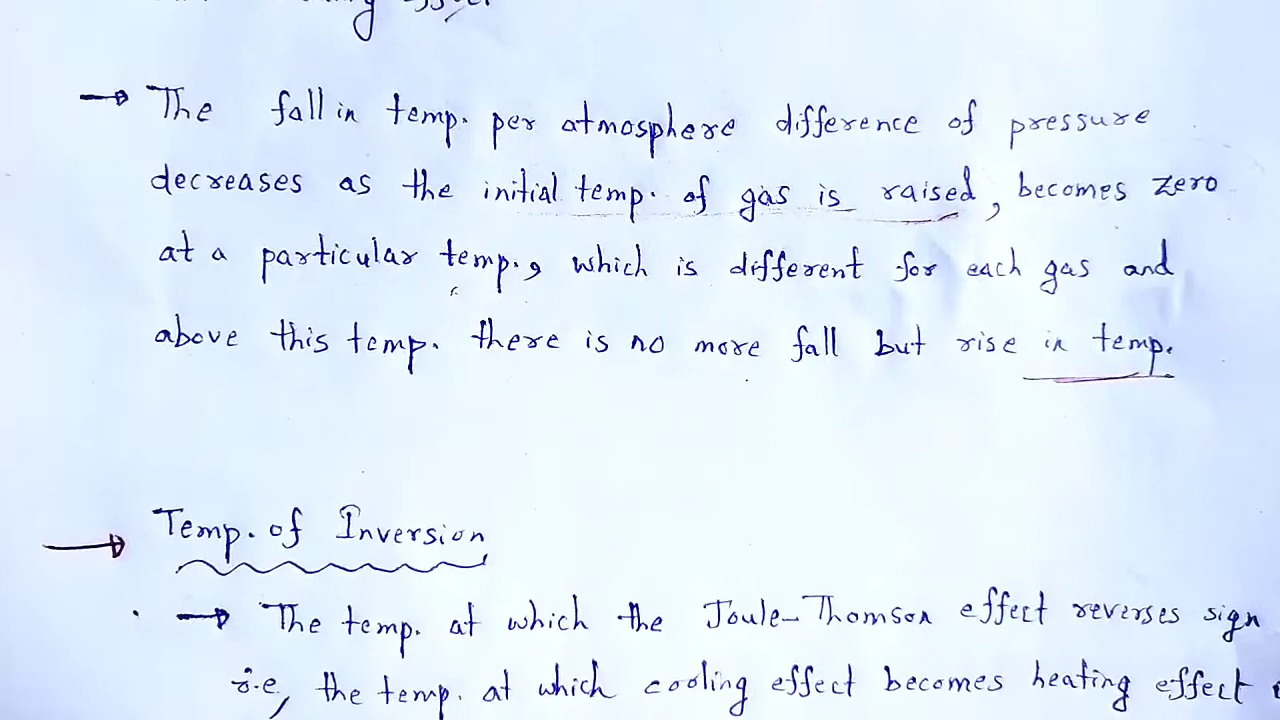 → The fall in temp. per atmosphere difference of pressure
decreases as the initial temp. of gas is raised, becomes zero
at a particular temp., which is different for each gas and
above this temp. there is no more fall but rise in temp.
→ Temp. of Inversion
→ The temp. at which the Joule-Thomson effect reverses sign
i.e, the temp. at which cooling effect becomes heating effect